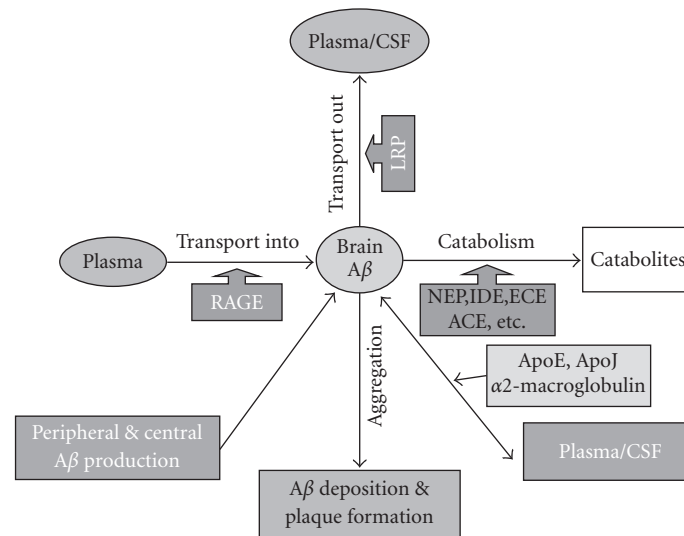 Plasma/CSF
Transport out
LRP
Transport into
Brain
Aβ
Catabolism
Plasma
Catabolites
RAGE
NEP,IDE,ECE
ACE, etc.
Aggregation
ApoE, ApoJ
α2-macroglobulin
Peripheral & central
Aβ production
Plasma/CSF
Aβ deposition &
plaque formation